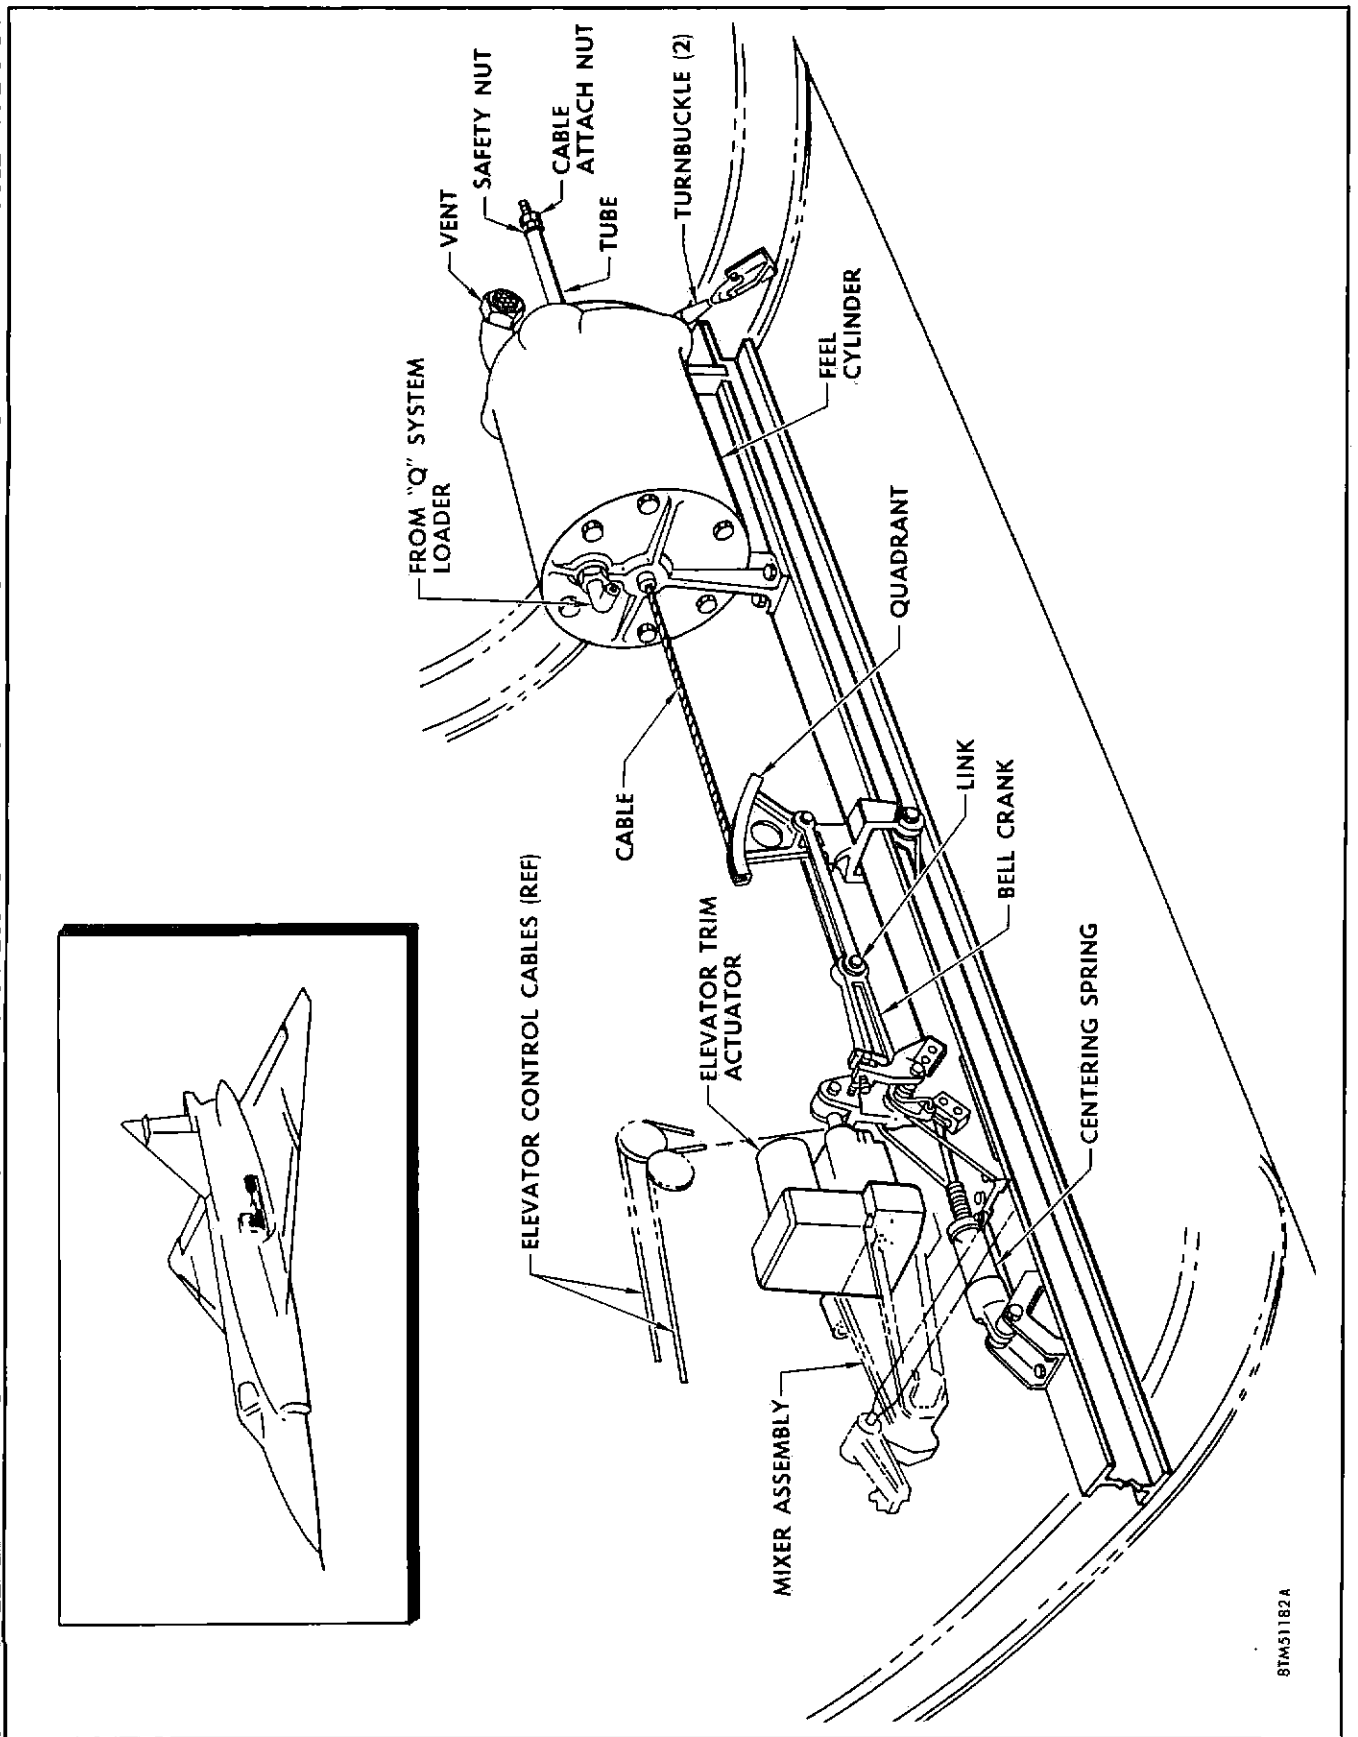 VENT
SAFETY NUT
CABLE
ATTACH NUT
TUBE
TURNBUCKLE (2)
FROM "Q" SYSTEM
LOADER
FEEL
CYLINDER
QUADRANT
CABLE
LINK
BELL CRANK
ELEVATOR CONTROL CABLES (REF)
ELEVATOR TRIM
ACTUATOR
CENTERING SPRING
MIXER ASSEMBLY
8TM51182A